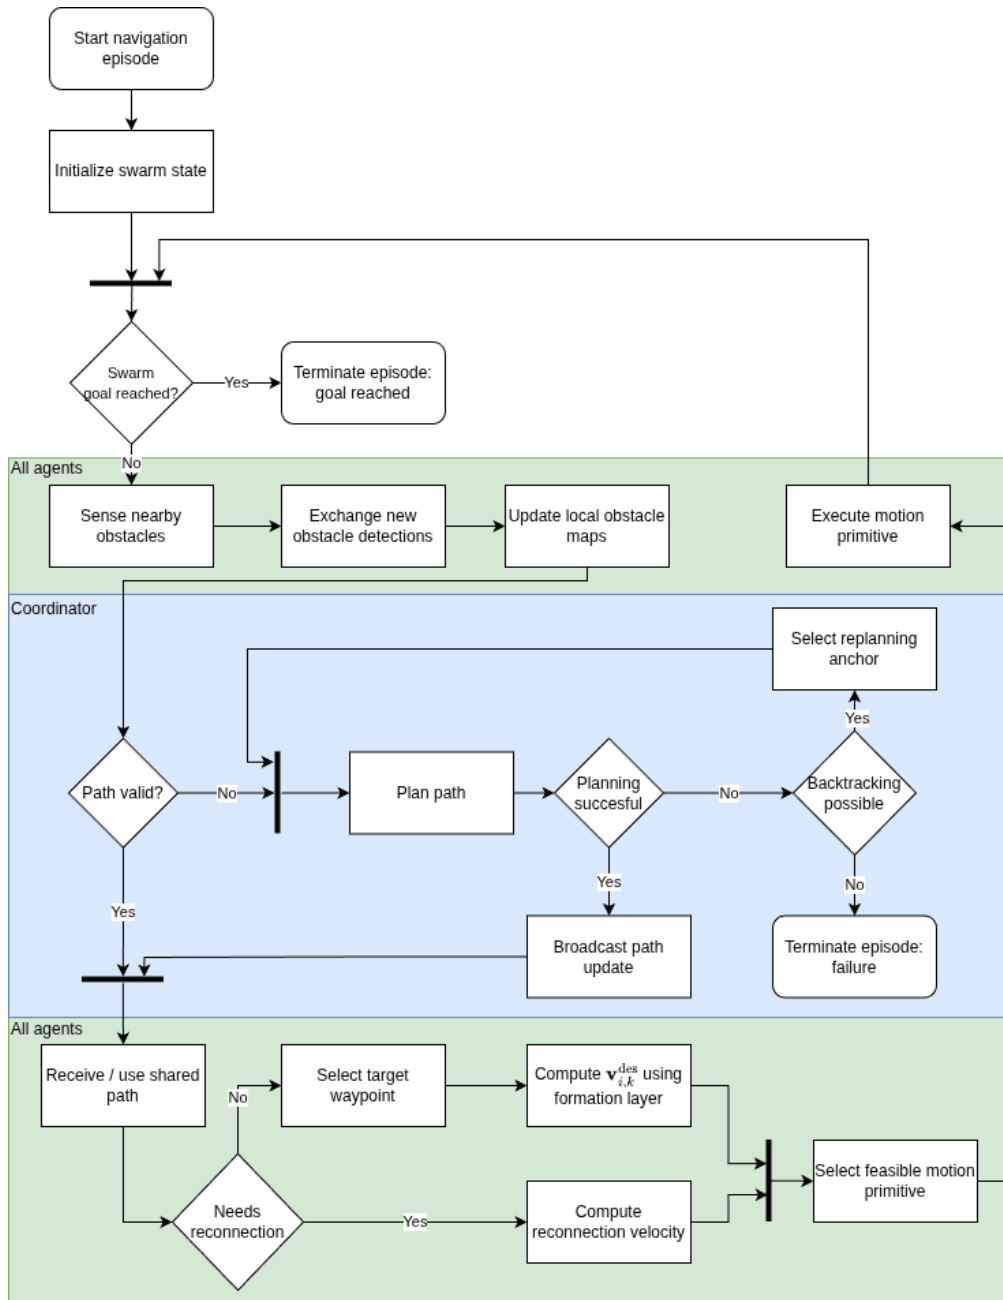 Start navigation
episode
Initialize swarm state
Swarm
goal reached?
Yes
Terminate episode:
goal reached
No
All agents
Sense nearby
obstacles
Exchange new
obstacle detections
Update local obstacle
maps
Execute motion
primitive
Coordinator
Select replanning
anchor
Yes
Path valid?
No
Plan path
Planning
succesful
No
Backtracking
possible
Yes
Yes
No
Broadcast path
update
Terminate episode:
failure
All agents
Receive / use shared
path
No
Select target
waypoint
Compute $\mathbf{v}_{i,k}^{\text{des}}$ using
formation layer
Needs
reconnection
Yes
Compute
reconnection velocity
Select feasible motion
primitive